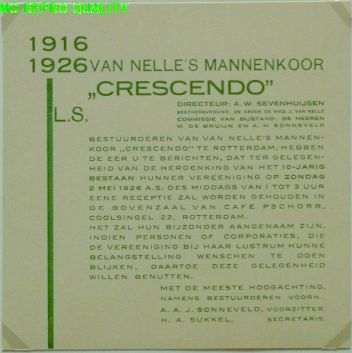 NO REPRO QUALITY
1916
1926 VAN NELLE'S MANNENKOOR
„CRESCENDO"
DIRECTEUR: A. W. SEVENHUIJSEN
BESCHERMVROUWE: DE ERVEN DE WED. J. VAN NELLE
COMMISSIE VAN BIJSTAND: DE HEEREN
M. DE BRUIJN EN A. H. SONNEVELD
L.S.
BESTUURDEREN VAN VAN NELLE'S MANNEN-
KOOR „CRESCENDO" TE ROTTERDAM, HEBBEN
DE EER U TE BERICHTEN, DAT TER GELEGEN-
HEID VAN DE HERDENKING VAN HET 10-JARIG
BESTAAN HUNNER VEREENIGING OP ZONDAG
2 MEI 1926 A.S. DES MIDDAGS VAN 1 TOT 3 UUR
EENE RECEPTIE ZAL WORDEN GEHOUDEN IN
DE BOVENZAAL VAN CAFÉ PSCHORR,
COOLSINGEL 22, ROTTERDAM.
HET ZAL HUN BIJZONDER AANGENAAM ZIJN,
INDIEN PERSONEN OF CORPORATIES, DIE
DE VEREENIGING BIJ HAAR LUSTRUM HUNNE
BELANGSTELLING WENSCHEN TE DOEN
BLIJKEN, DAARTOE DEZE GELEGENHEID
WILLEN BENUTTEN.
MET DE MEESTE HOOGACHTING,
NAMENS BESTUURDEREN VOORN.,
A. A. J. SONNEVELD, VOORZITTER.
H. A. SUKKEL, SECRETARIS.